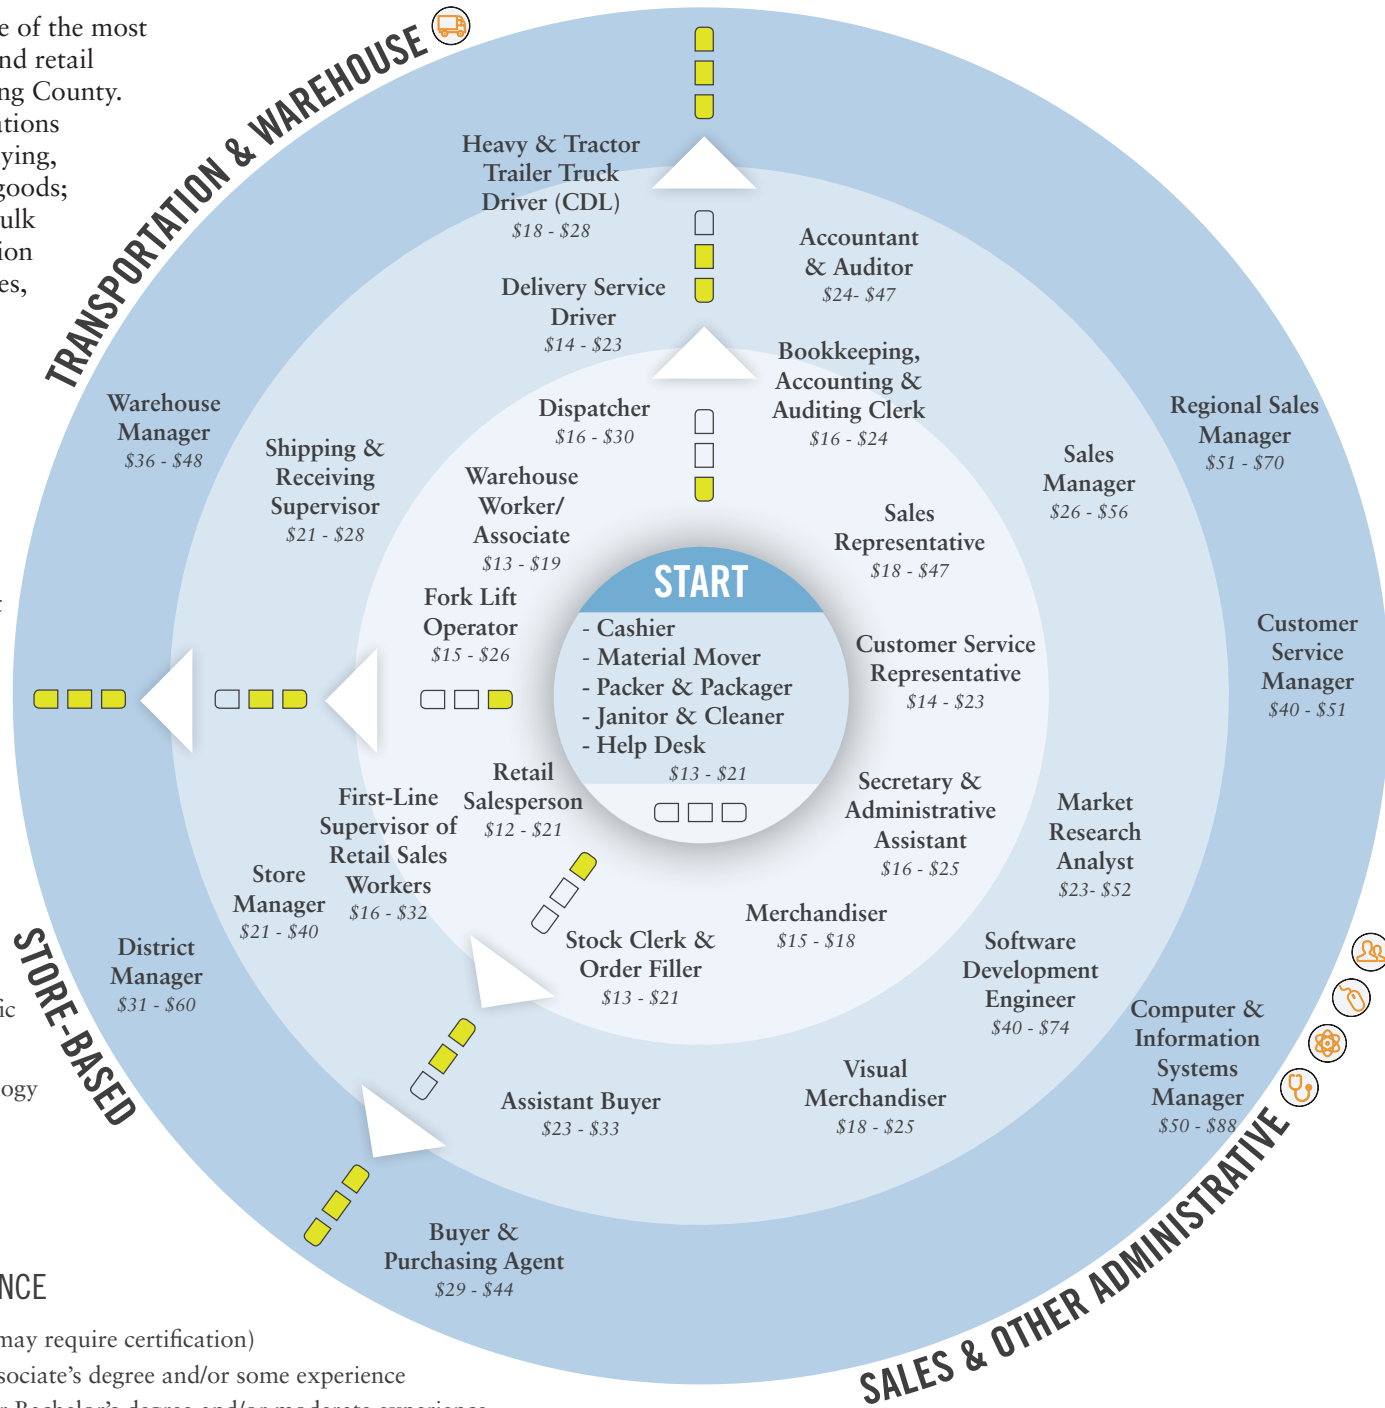 e of the most
nd retail
ng County.
ations
ying,
goods;
ulk
ion
es,
TRANSPORTATION & WAREHOUSE
Heavy & Tractor
Trailer Truck
Driver (CDL)
$18 - $28
Accountant
& Auditor
$24- $47
Delivery Service
Driver
$14 - $23
Bookkeeping,
Accounting &
Auditing Clerk
$16 - $24
Dispatcher
$16 - $30
Warehouse
Manager
$36 - $48
Shipping &
Receiving
Supervisor
$21 - $28
Warehouse
Worker/
Associate
$13 - $19
Regional Sales
Manager
$51 - $70
Sales
Manager
$26 - $56
Sales
Representative
$18 - $47
Fork Lift
Operator
$15 - $26
START
- Cashier
- Material Mover
- Packer & Packager
- Janitor & Cleaner
- Help Desk
$13 - $21
Customer Service
Representative
$14 - $23
Customer
Service
Manager
$40 - $51
Retail
Salesperson
$12 - $21
First-Line
Supervisor of
Retail Sales
Workers
$16 - $32
Secretary &
Administrative
Assistant
$16 - $25
Market
Research
Analyst
$23- $52
Store
Manager
$21 - $40
District
Manager
$31 - $60
STORE-BASED
Stock Clerk &
Order Filler
$13 - $21
Merchandiser
$15 - $18
Software
Development
Engineer
$40 - $74
Computer &
Information
Systems
Manager
$50 - $88
fic
ogy
Assistant Buyer
$23 - $33
Visual
Merchandiser
$18 - $25
Buyer &
Purchasing Agent
$29 - $44
SALES & OTHER ADMINISTRATIVE
NCE
may require certification)
sociate's degree and/or some experience
r Bachelor's degree and/or moderate experience